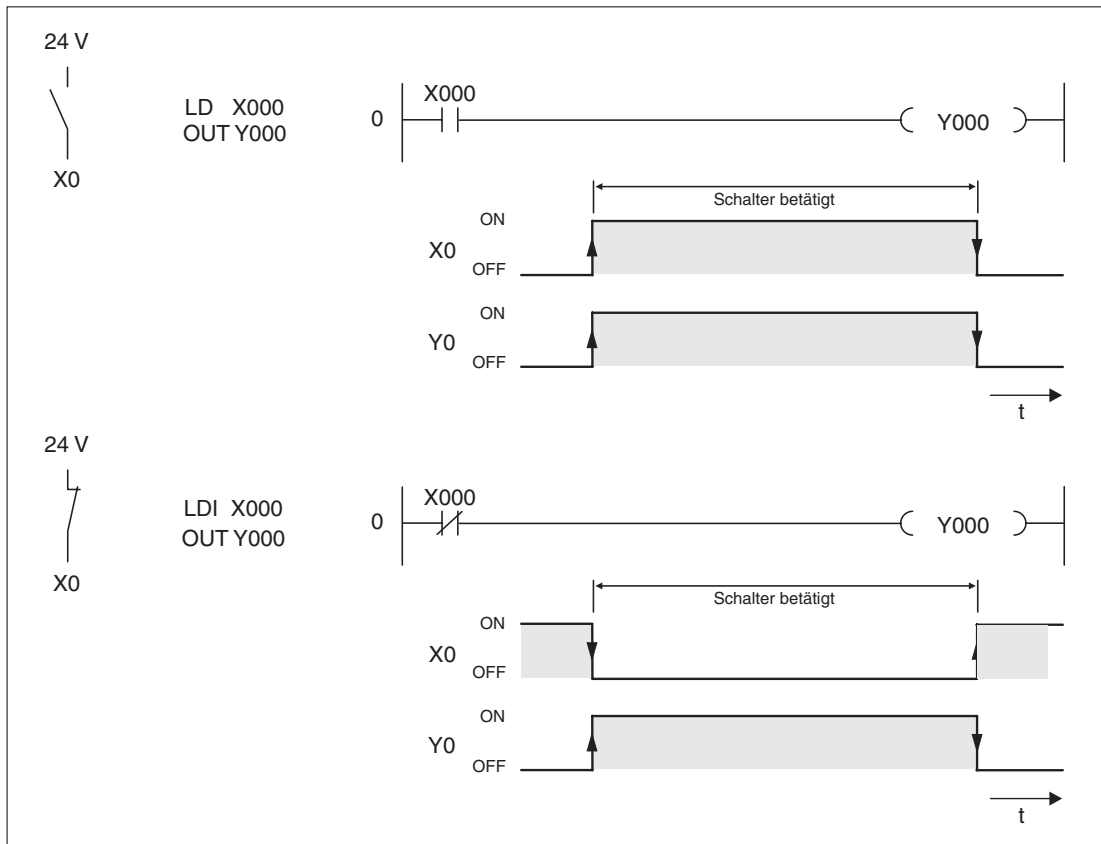 24 V
X0
LD X000
OUT Y000
0
X000
Y000
Schalter betätigt
ON
X0
OFF
ON
Y0
OFF
t
24 V
X0
LDI X000
OUT Y000
0
X000
Y000
Schalter betätigt
ON
X0
OFF
ON
Y0
OFF
t